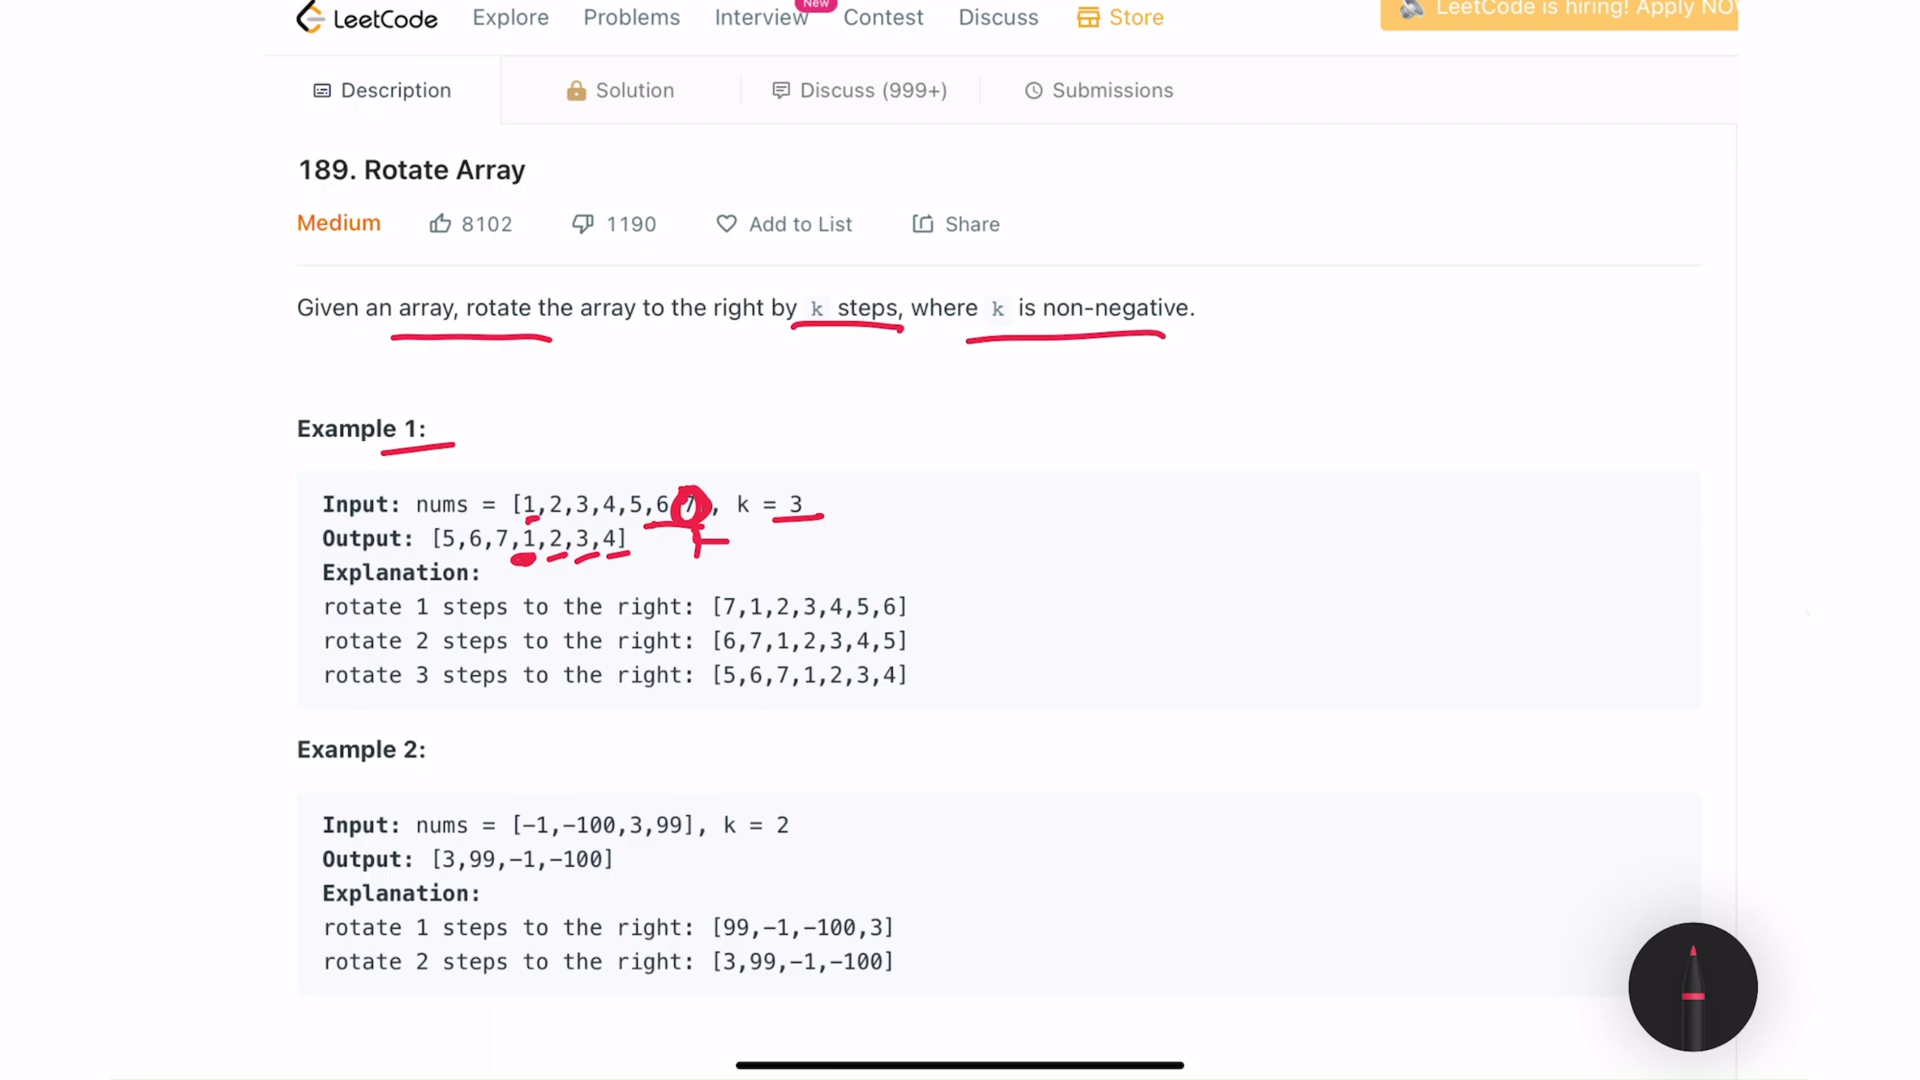 LeetCode Explore Problems Interview New Contest Discuss Store LeetCode is hiring! Apply NOW
Description Solution Discuss (999+) Submissions
189. Rotate Array
Medium 8102 1190 Add to List Share
Given an array, rotate the array to the right by k steps, where k is non-negative.
Example 1:
Input: nums = [1,2,3,4,5,6,7], k = 3
Output: [5,6,7,1,2,3,4]
Explanation:
rotate 1 steps to the right: [7,1,2,3,4,5,6]
rotate 2 steps to the right: [6,7,1,2,3,4,5]
rotate 3 steps to the right: [5,6,7,1,2,3,4]
Example 2:
Input: nums = [-1,-100,3,99], k = 2
Output: [3,99,-1,-100]
Explanation:
rotate 1 steps to the right: [99,-1,-100,3]
rotate 2 steps to the right: [3,99,-1,-100]